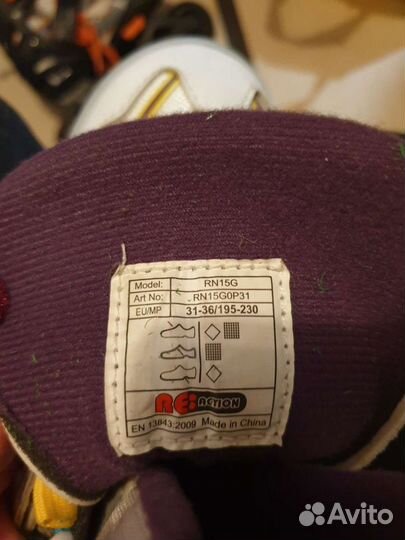 Model: RN15G
Art No: RN15G0P31
EU/MP 31-36/195-230
RE:ACTION
EN 13843:2009 Made in China
Avito